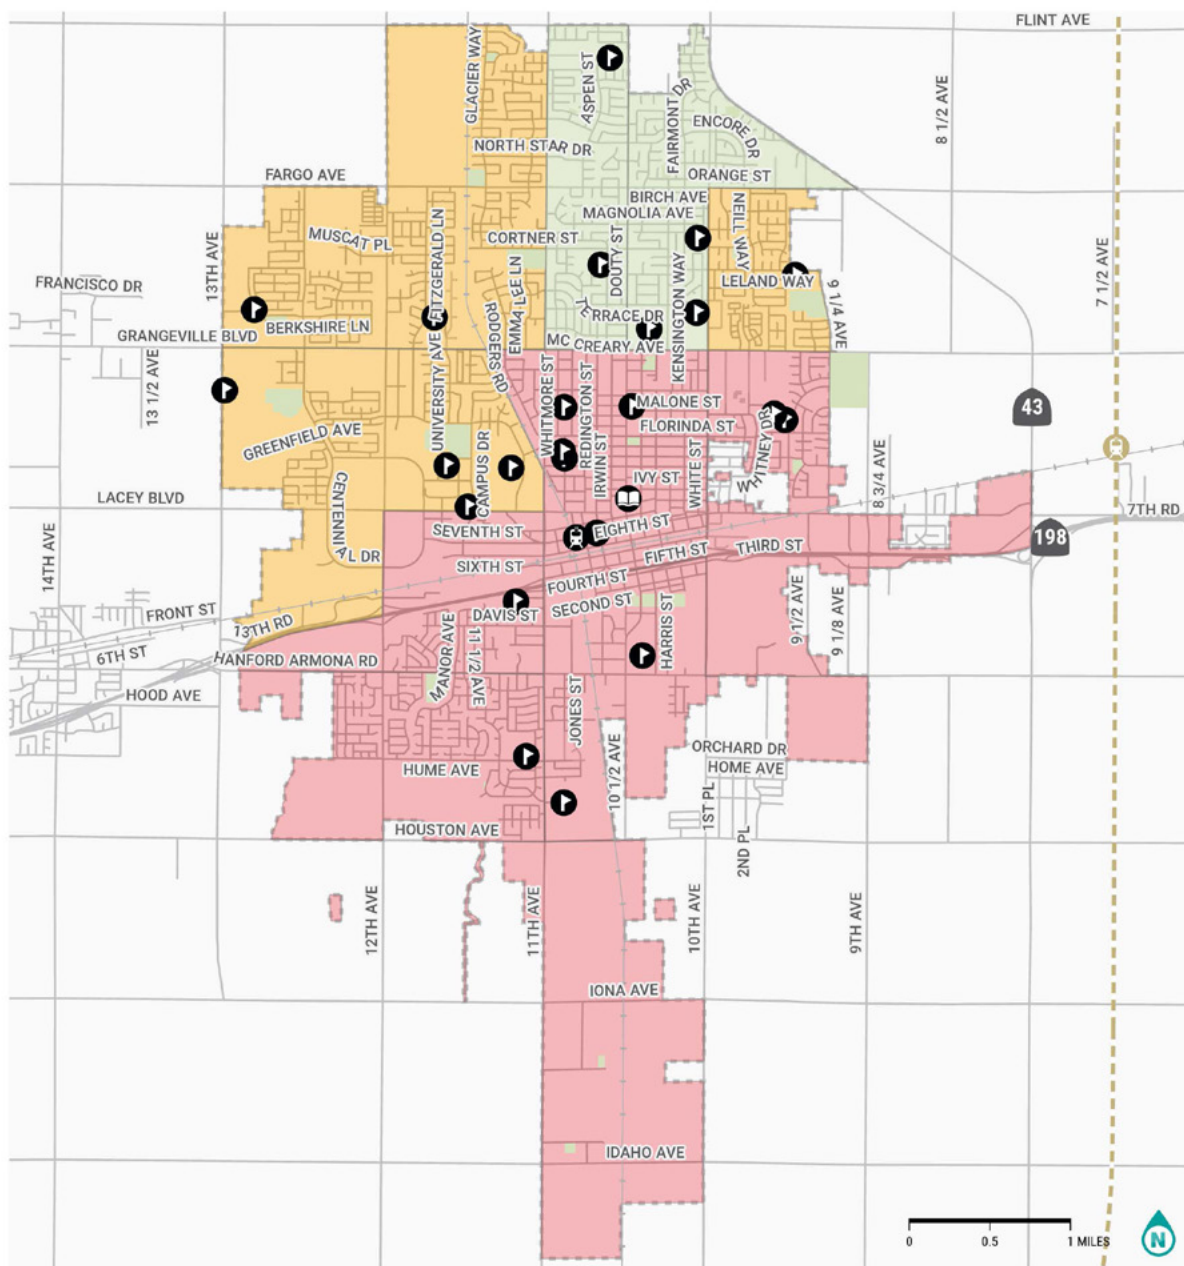 FLINT AVE
GLACIER WAY
ASPEN ST
FAIRMONT DR
ENCORE DR
8 1/2 AVE
NORTH STAR DR
FARGO AVE
ORANGE ST
BIRCH AVE
MAGNOLIA AVE
NEILL WAY
MUSCAT PL
FITZGERALD LN
CORTNER ST
DOUTY ST
13TH AVE
7 1/2 AVE
FRANCISCO DR
EMMA LEE LN
KENSINGTON WAY
LELAND WAY
9 1/4 AVE
BERKSHIRE LN
TERRACE DR
GRANGEVILLE BLVD
RODGERS RD
MC CREARY AVE
13 1/2 AVE
UNIVERSITY AVE
WHITMORE ST
REDINGTON ST
MALONE ST
43
FLORINDA ST
GREENFIELD AVE
CAMPUS DR
IRWIN ST
WHITE ST
WHITNEY DR
W
8 3/4 AVE
IVY ST
LACEY BLVD
CENTENNIAL DR
7TH RD
SEVENTH ST
EIGHTH ST
198
14TH AVE
SIXTH ST
FIFTH ST
THIRD ST
FOURTH ST
FRONT ST
13TH RD
DAVIS ST
SECOND ST
9 1/2 AVE
9 1/8 AVE
6TH ST
HANFORD ARMONA RD
MANOR AVE
11 1/2 AVE
HARRIS ST
HOOD AVE
JONES ST
ORCHARD DR
HUME AVE
10 1/2 AVE
HOME AVE
1ST PL
HOUSTON AVE
2ND PL
12TH AVE
11TH AVE
10TH AVE
9TH AVE
IONA AVE
IDAHO AVE
0 0.5 1 MILES
N